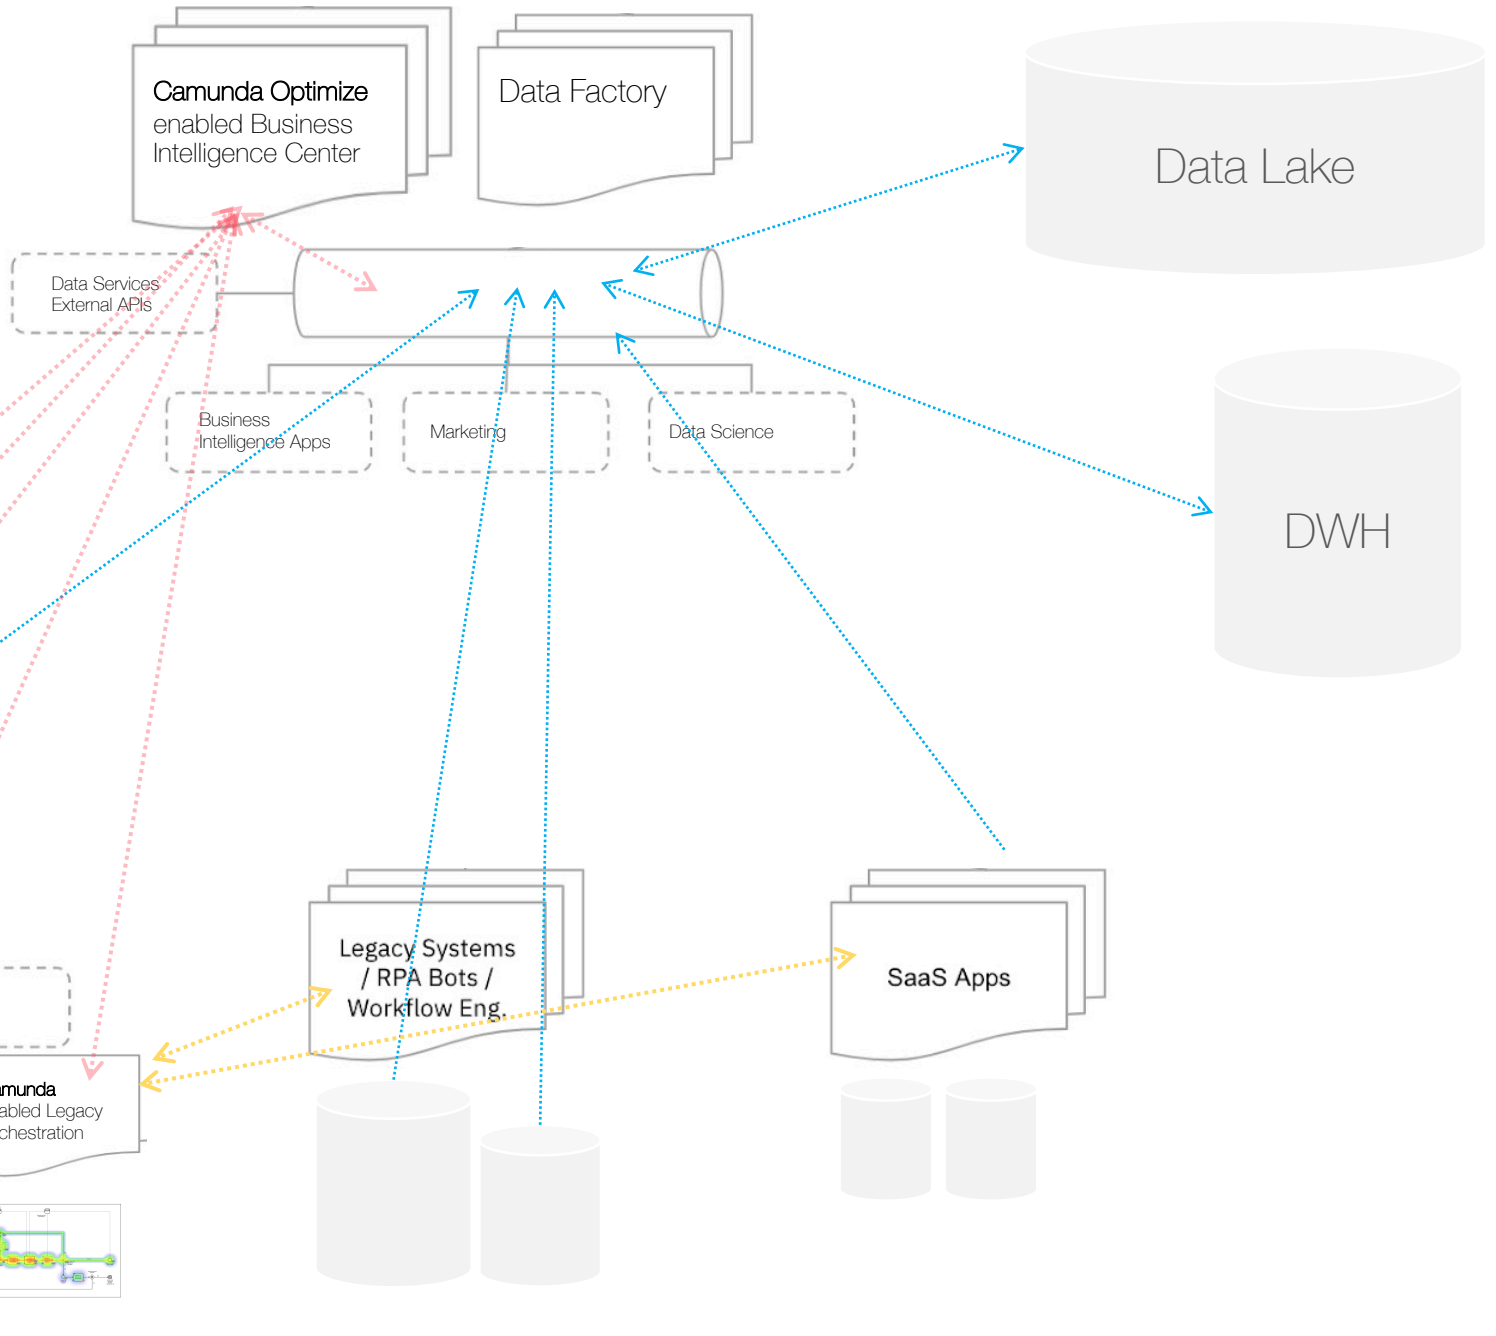 Camunda Optimize
enabled Business
Intelligence Center
Data Factory
Data Lake
Data Services
External APIs
Business
Intelligence Apps
Marketing
Data Science
DWH
Legacy Systems
/ RPA Bots /
Workflow Eng.
SaaS Apps
amunda
abled Legacy
chestration